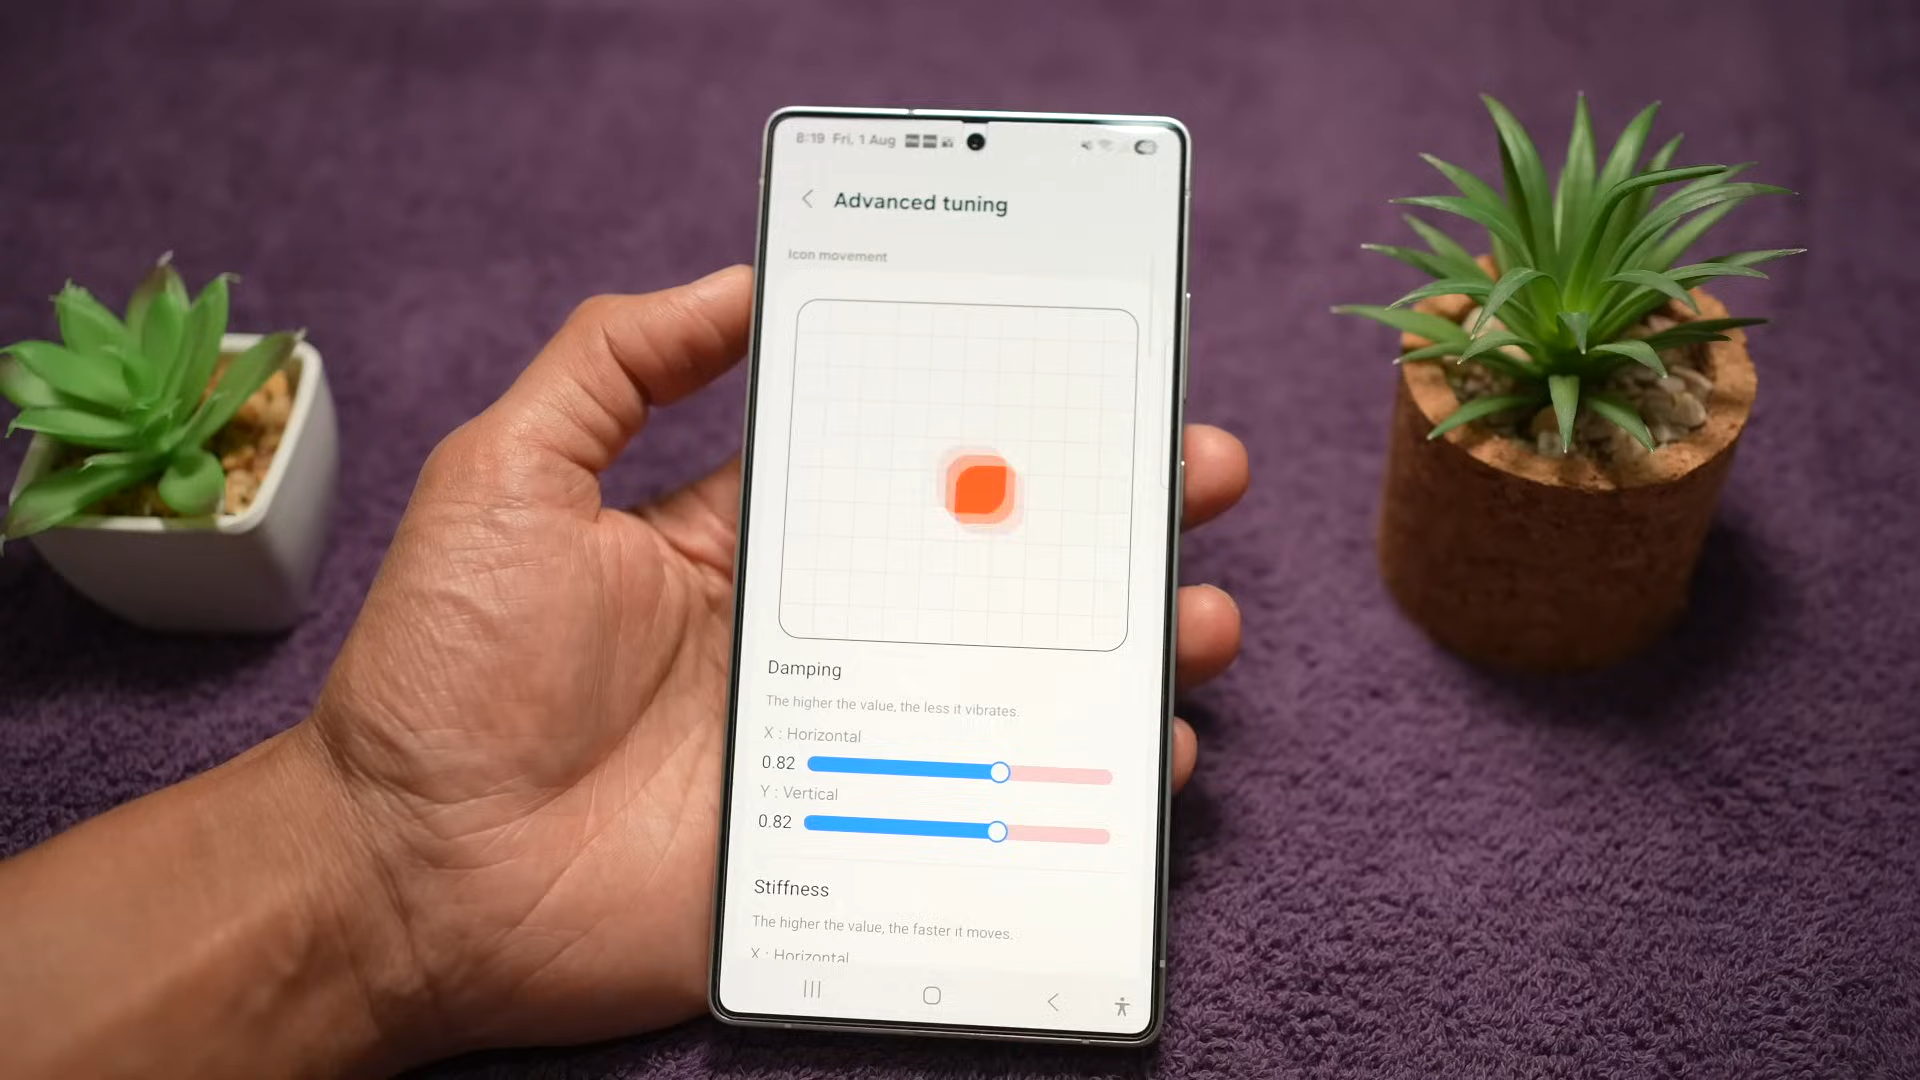 8:19 Fri, 1 Aug
Advanced tuning
Icon movement
Damping
The higher the value, the less it vibrates.
X : Horizontal
0.82
Y : Vertical
0.82
Stiffness
The higher the value, the faster it moves.
X : Horizontal